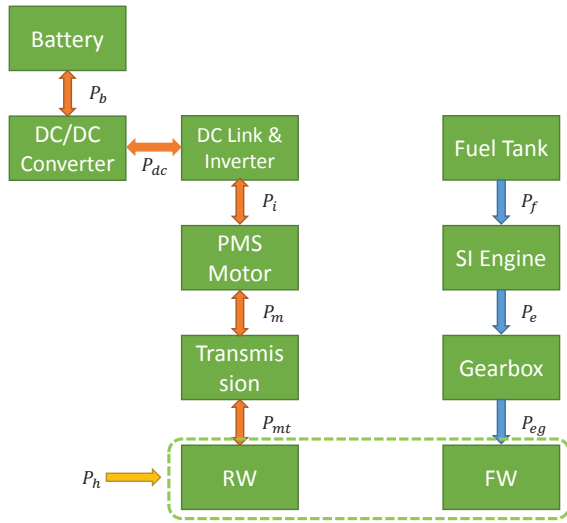 Battery
P_b
DC/DC
Converter
P_dc
DC Link &
Inverter
Fuel Tank
P_i
P_f
PMS
Motor
SI Engine
P_m
P_e
Transmis
sion
Gearbox
P_mt
P_eg
P_h
RW
FW